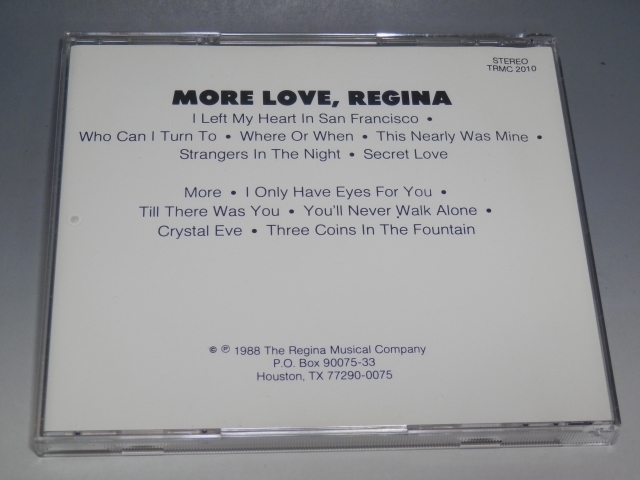 STEREO
TRMC 2010
MORE LOVE, REGINA
I Left My Heart In San Francisco •
Who Can I Turn To • Where Or When • This Nearly Was Mine •
Strangers In The Night • Secret Love
More • I Only Have Eyes For You •
Till There Was You • You'll Never Walk Alone •
Crystal Eve • Three Coins In The Fountain
© ℗ 1988 The Regina Musical Company
P.O. Box 90075-33
Houston, TX 77290-0075